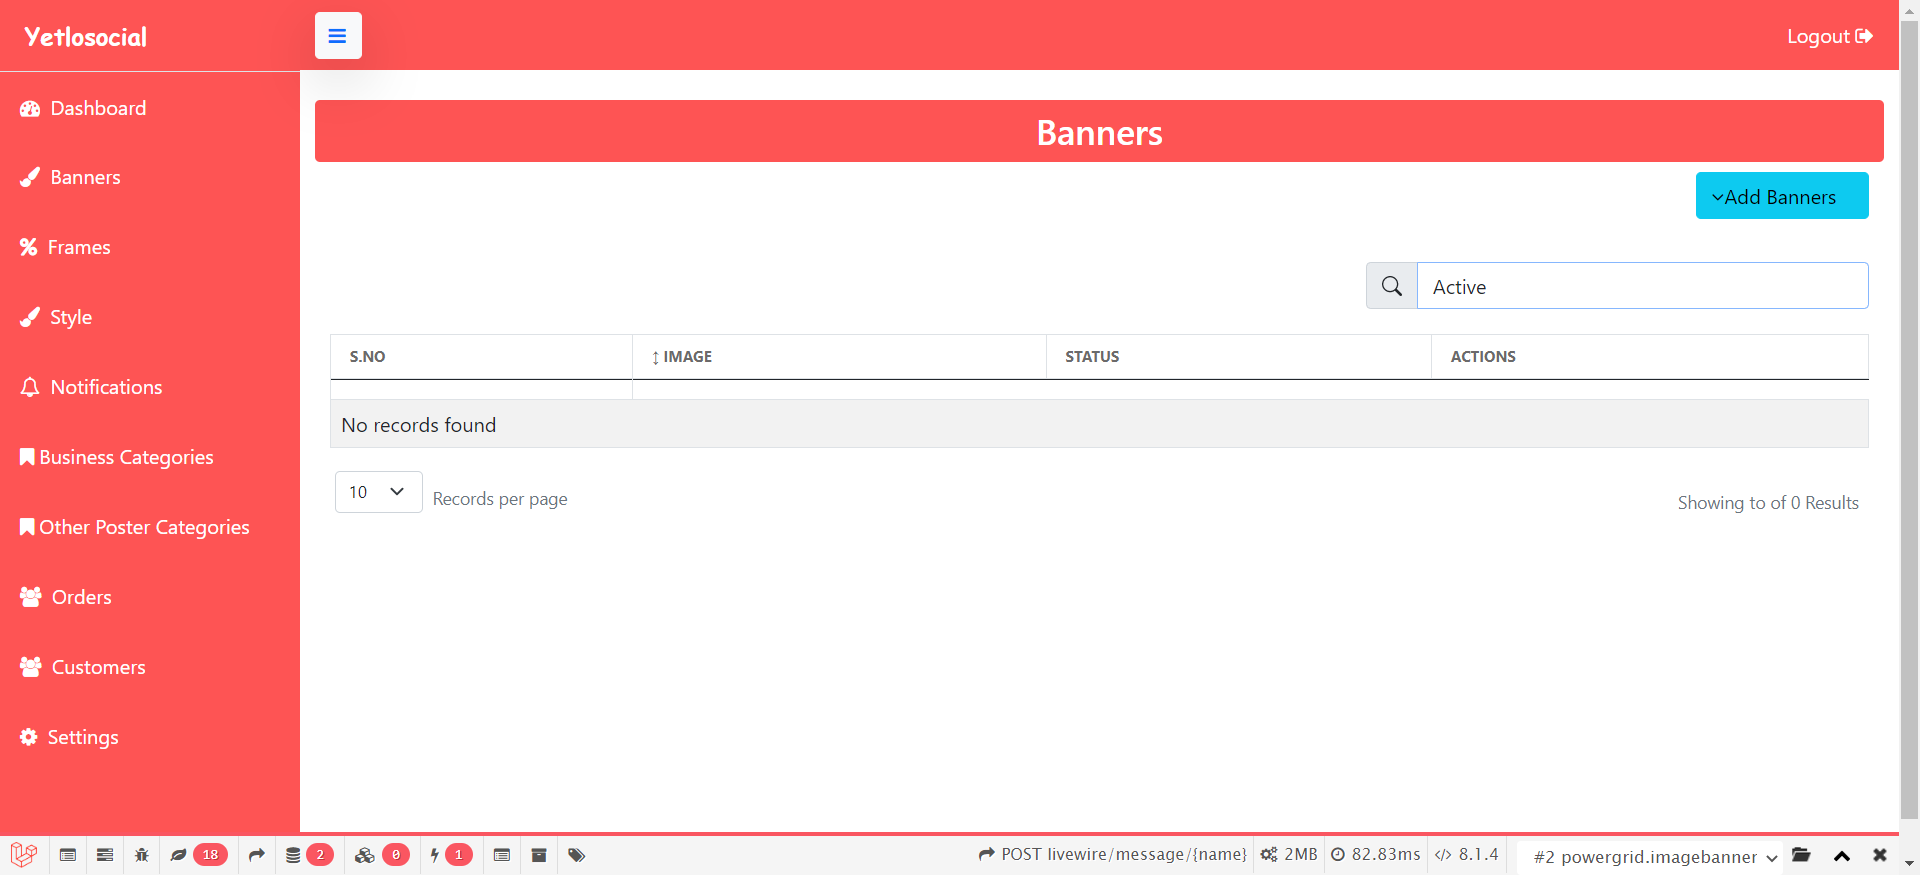 Yetlosocial
Logout
Dashboard
Banners
Frames
Style
Notifications
Business Categories
Other Poster Categories
Orders
Customers
Settings
Banners
Add Banners
Active
S.NO IMAGE STATUS ACTIONS
No records found
10 Records per page
Showing to of 0 Results
18 2 0 1 POST livewire/message/{name} 2MB 82.83ms 8.1.4 #2 powergrid.imagebanner